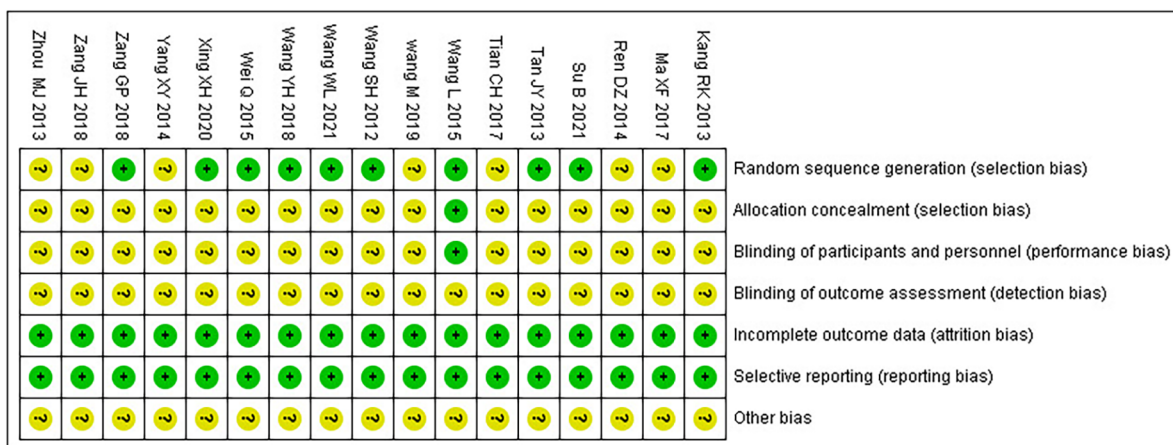 Zhou MJ 2013
Zang JH 2018
Zang GP 2018
Yang XY 2014
Xing XH 2020
Wei Q 2015
Wang YH 2018
Wang WL 2021
Wang SH 2012
wang M 2019
Wang L 2015
Tian CH 2017
Tan JY 2013
Su B 2021
Ren DZ 2014
Ma XF 2017
Kang RK 2013
? ? + ? + + + + + ? + ? + + ? ? + Random sequence generation (selection bias)
? ? ? ? ? ? ? ? ? ? + ? ? ? ? ? ? Allocation concealment (selection bias)
? ? ? ? ? ? ? ? ? ? + ? ? ? ? ? ? Blinding of participants and personnel (performance bias)
? ? ? ? ? ? ? ? ? ? ? ? ? ? ? ? ? Blinding of outcome assessment (detection bias)
+ + + + + + + + + + + + + + + + + Incomplete outcome data (attrition bias)
+ + + + + + + + + + + + + + + + + Selective reporting (reporting bias)
? ? ? ? ? ? ? ? ? ? ? ? ? ? ? ? ? Other bias